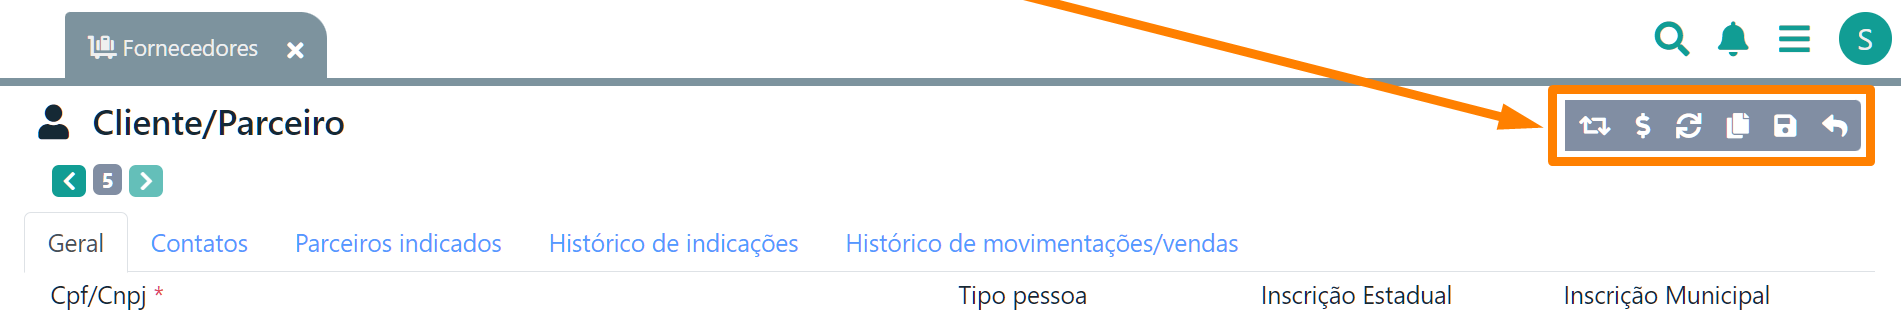 Fornecedores
S
Cliente/Parceiro
5
Geral Contatos Parceiros indicados Histórico de indicações Histórico de movimentações/vendas
Cpf/Cnpj * Tipo pessoa Inscrição Estadual Inscrição Municipal